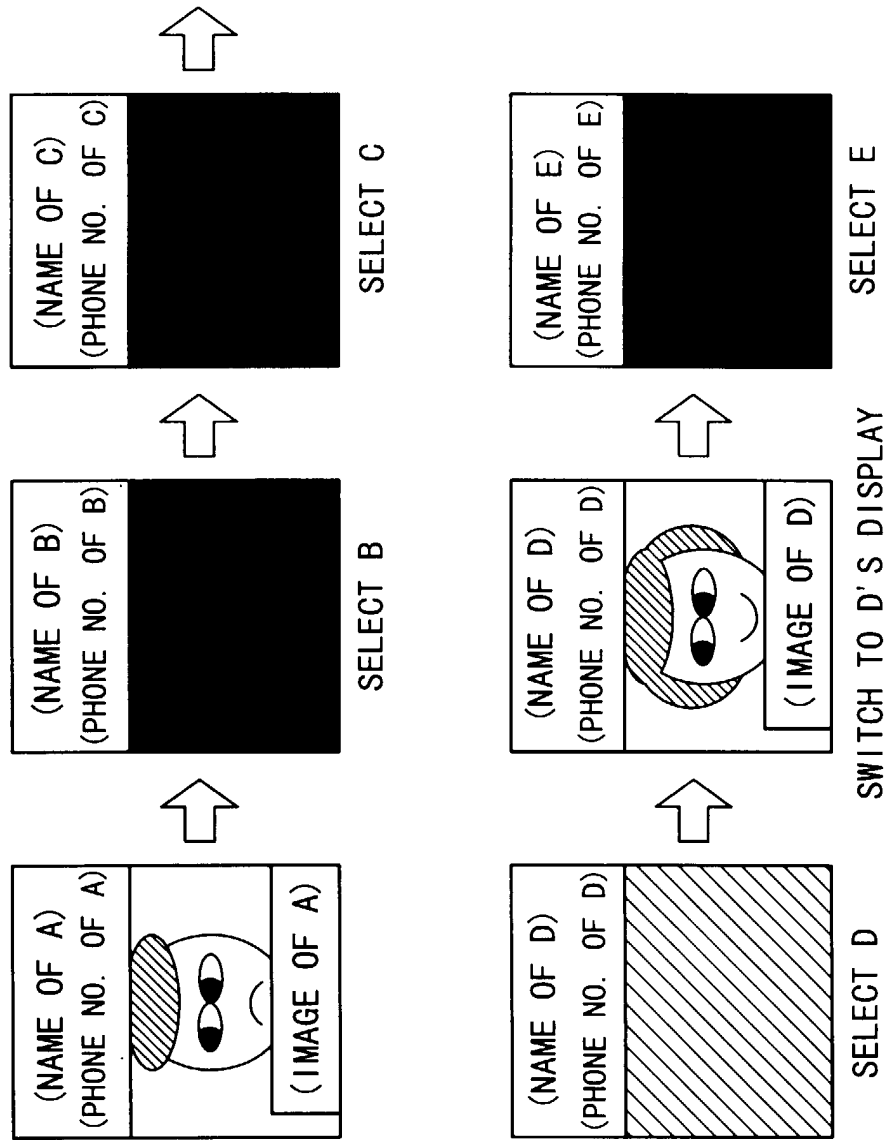 (NAME OF A)
(PHONE NO. OF A)
(IMAGE OF A)
(NAME OF B)
(PHONE NO. OF B)
SELECT B
(NAME OF C)
(PHONE NO. OF C)
SELECT C
(NAME OF D)
(PHONE NO. OF D)
SELECT D
(NAME OF D)
(PHONE NO. OF D)
(IMAGE OF D)
SWITCH TO D'S DISPLAY
(NAME OF E)
(PHONE NO. OF E)
SELECT E